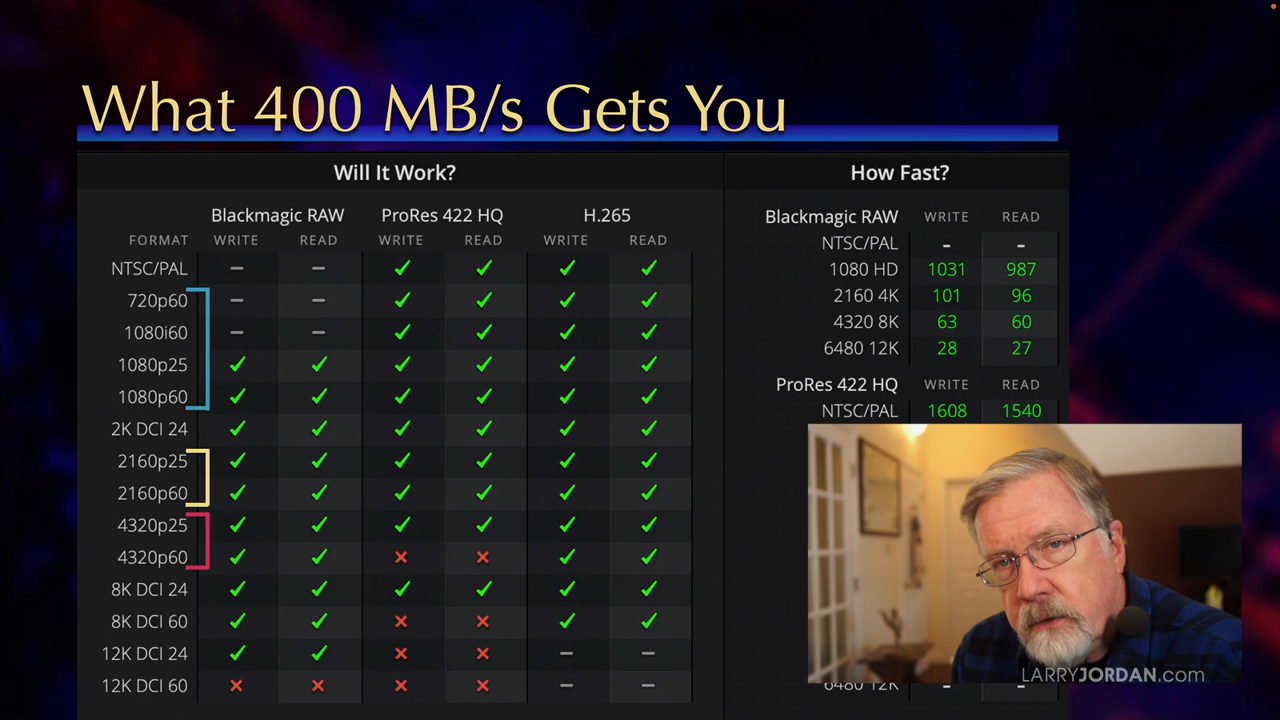 What 400 MB/s Gets You
Will It Work?
Blackmagic RAW ProRes 422 HQ H.265
FORMAT WRITE READ WRITE READ WRITE READ
NTSC/PAL – – ✓ ✓ ✓ ✓
720p60 – – ✓ ✓ ✓ ✓
1080i60 – – ✓ ✓ ✓ ✓
1080p25 ✓ ✓ ✓ ✓ ✓ ✓
1080p60 ✓ ✓ ✓ ✓ ✓ ✓
2K DCI 24 ✓ ✓ ✓ ✓ ✓ ✓
2160p25 ✓ ✓ ✓ ✓ ✓ ✓
2160p60 ✓ ✓ ✓ ✓ ✓ ✓
4320p25 ✓ ✓ ✓ ✓ ✓ ✓
4320p60 ✓ ✓ ✗ ✗ ✓ ✓
8K DCI 24 ✓ ✓ ✓ ✓ ✓ ✓
8K DCI 60 ✓ ✓ ✗ ✗ ✓ ✓
12K DCI 24 ✓ ✓ ✗ ✗ – –
12K DCI 60 ✗ ✗ ✗ ✗ – –
How Fast?
Blackmagic RAW WRITE READ
NTSC/PAL - -
1080 HD 1031 987
2160 4K 101 96
4320 8K 63 60
6480 12K 28 27
ProRes 422 HQ WRITE READ
NTSC/PAL 1608 1540
LARRYJORDAN.com
6480 12K - -